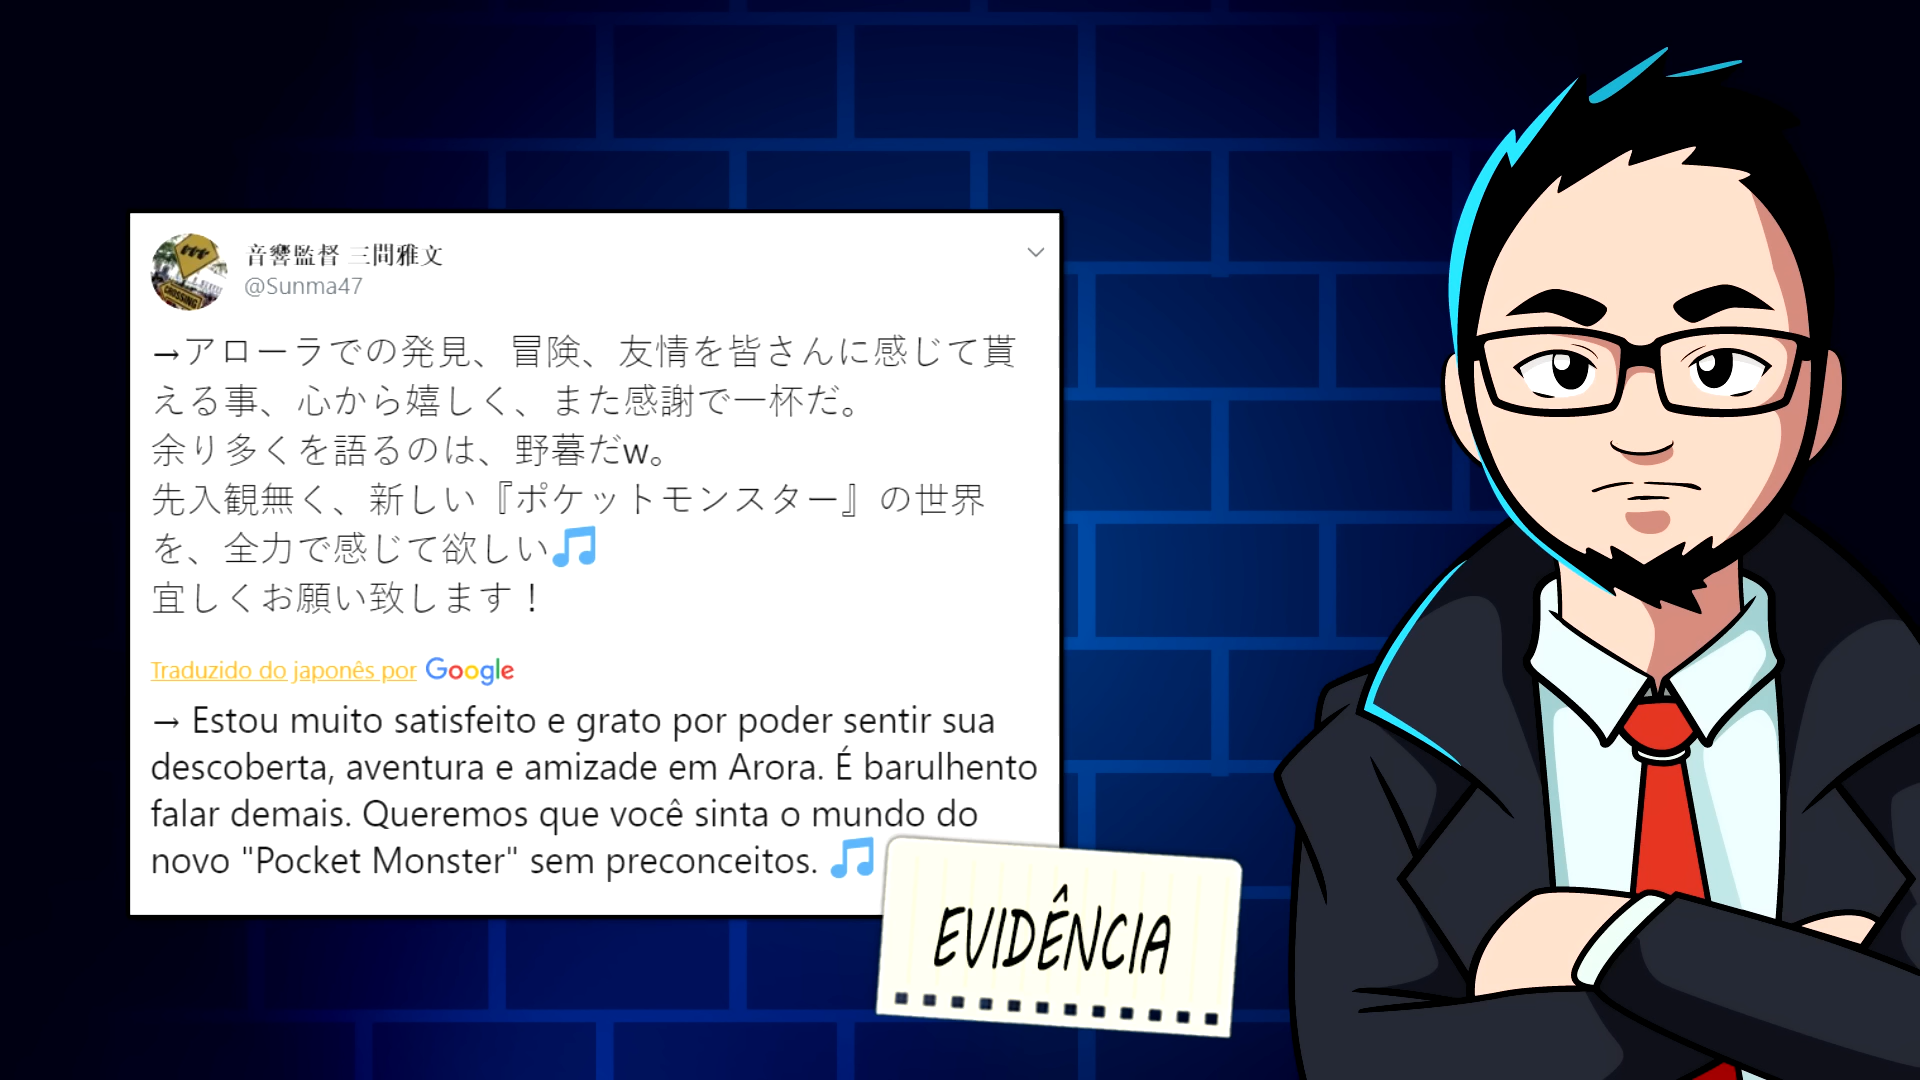 音響監督 三間雅文
@Sunma47
→アローラでの発見、冒険、友情を皆さんに感じて貰
える事、心から嬉しく、また感謝で一杯だ。
余り多くを語るのは、野暮だw。
先入観無く、新しい『ポケットモンスター』の世界
を、全力で感じて欲しい🎵
宜しくお願い致します！
Traduzido do japonês por Google
→ Estou muito satisfeito e grato por poder sentir sua
descoberta, aventura e amizade em Arora. É barulhento
falar demais. Queremos que você sinta o mundo do
novo "Pocket Monster" sem preconceitos. 🎵
EVIDÊNCIA
CROSSING